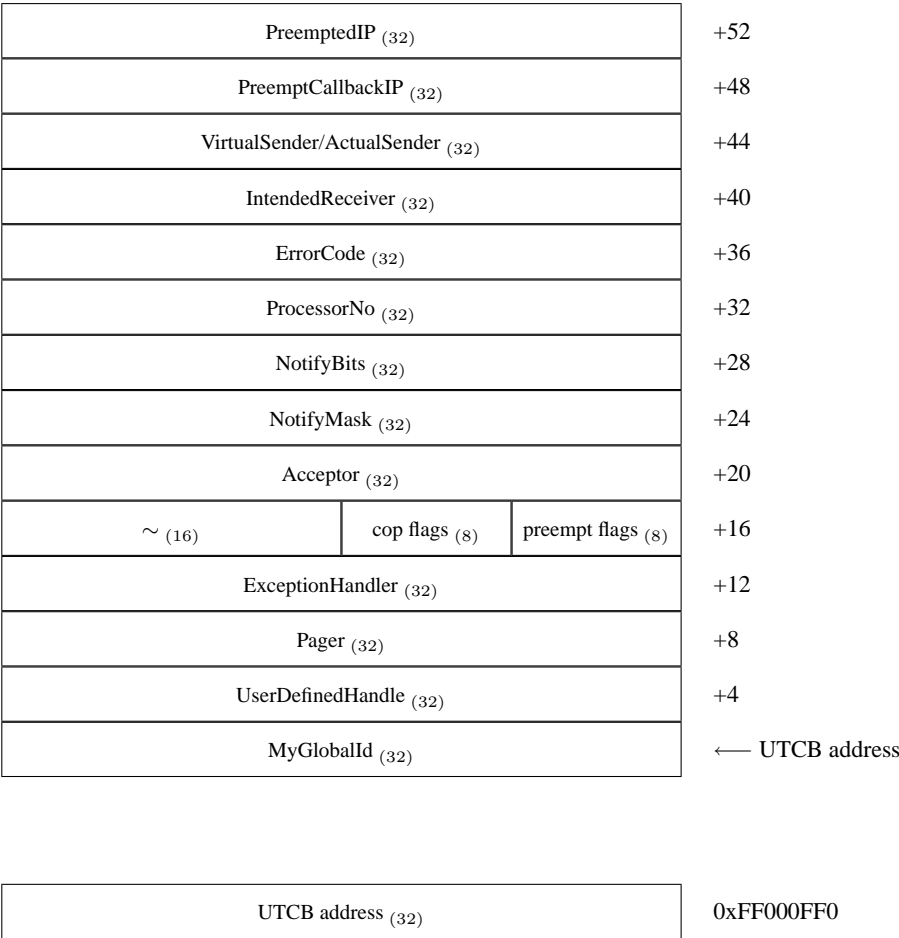 PreemptedIP (32) +52
PreemptCallbackIP (32) +48
VirtualSender/ActualSender (32) +44
IntendedReceiver (32) +40
ErrorCode (32) +36
ProcessorNo (32) +32
NotifyBits (32) +28
NotifyMask (32) +24
Acceptor (32) +20
∼ (16) cop flags (8) preempt flags (8) +16
ExceptionHandler (32) +12
Pager (32) +8
UserDefinedHandle (32) +4
MyGlobalId (32) ←— UTCB address
UTCB address (32) 0xFF000FF0